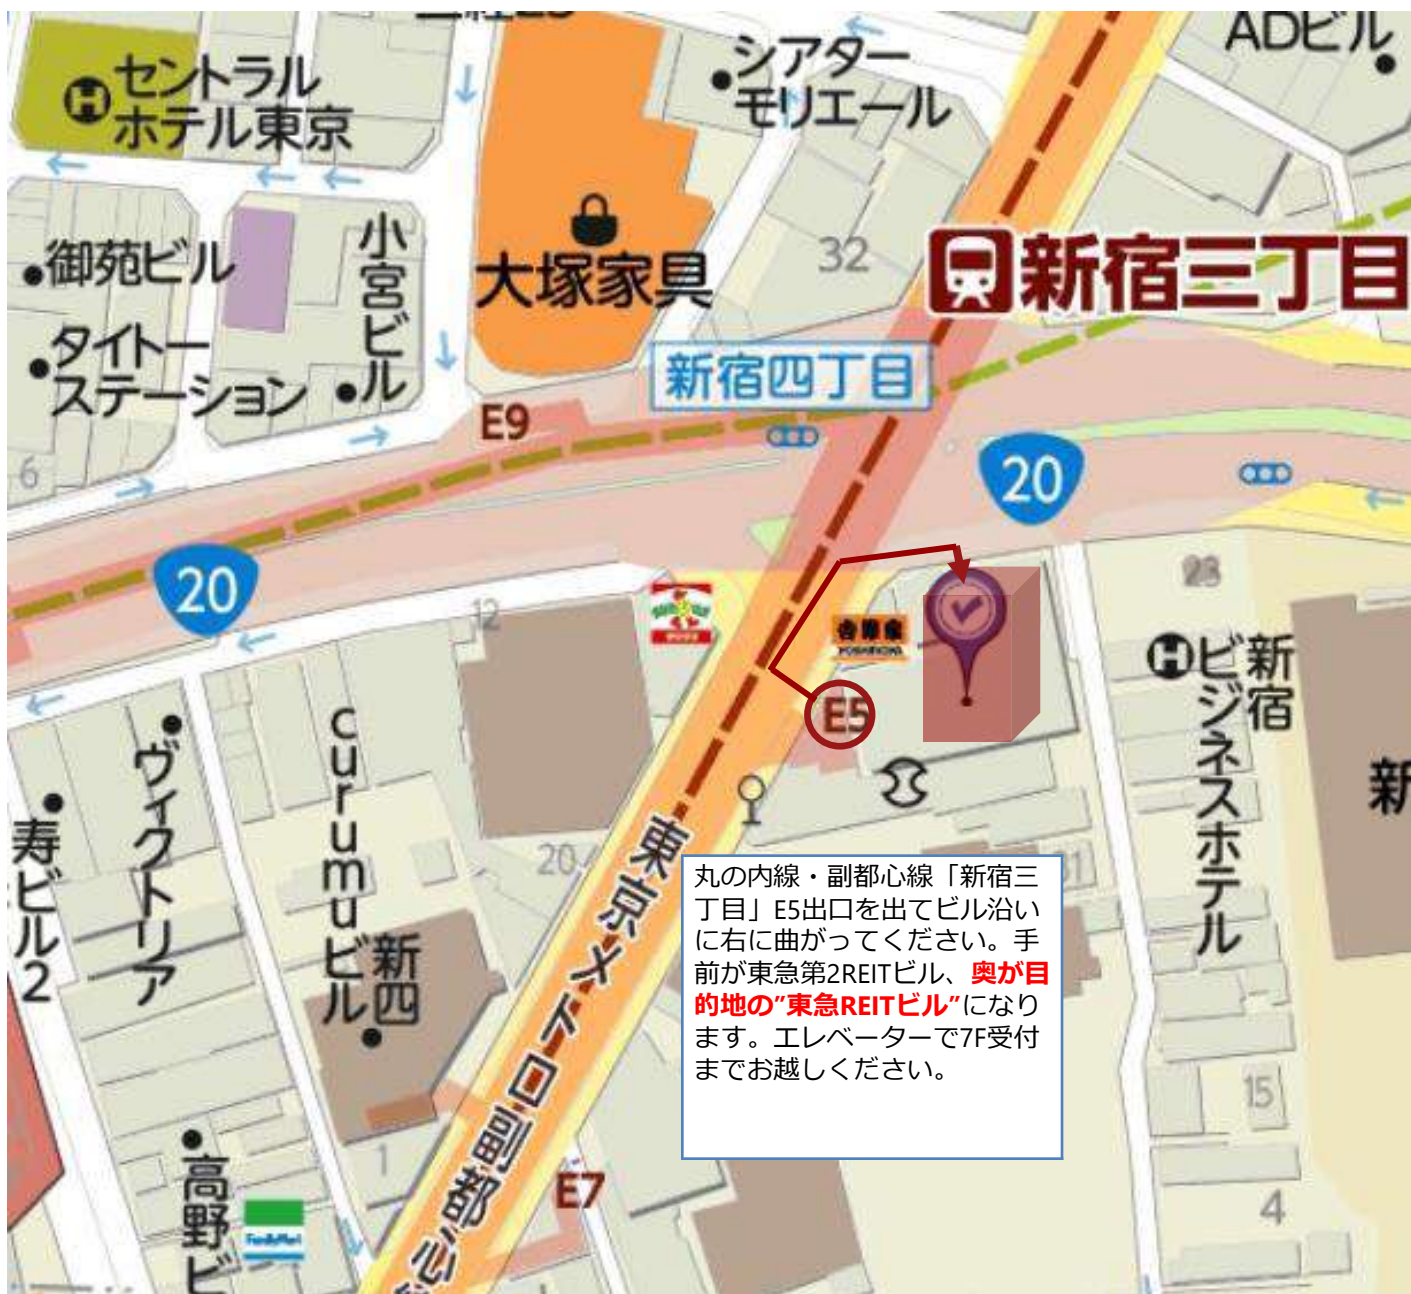 ADビル
シアター
モリエール
セントラル
ホテル東京
御苑ビル
小宮ビル
大塚家具
32
新宿三丁目
タイトー
ステーション
新宿四丁目
E9
6
20
20
23
12
吉野家
YOSHINOYA
E5
新宿
ビジネスホテル
新
curumuビル
ヴィクトリア
寿ビル2
新四
20
31
東京メトロ副都心線
丸の内線・副都心線「新宿三
丁目」E5出口を出てビル沿い
に右に曲がってください。手
前が東急第2REITビル、奥が目
的地の”東急REITビル”になり
ます。エレベーターで7F受付
までお越しください。
15
1
E7
4
高野ビ
FamilyMart